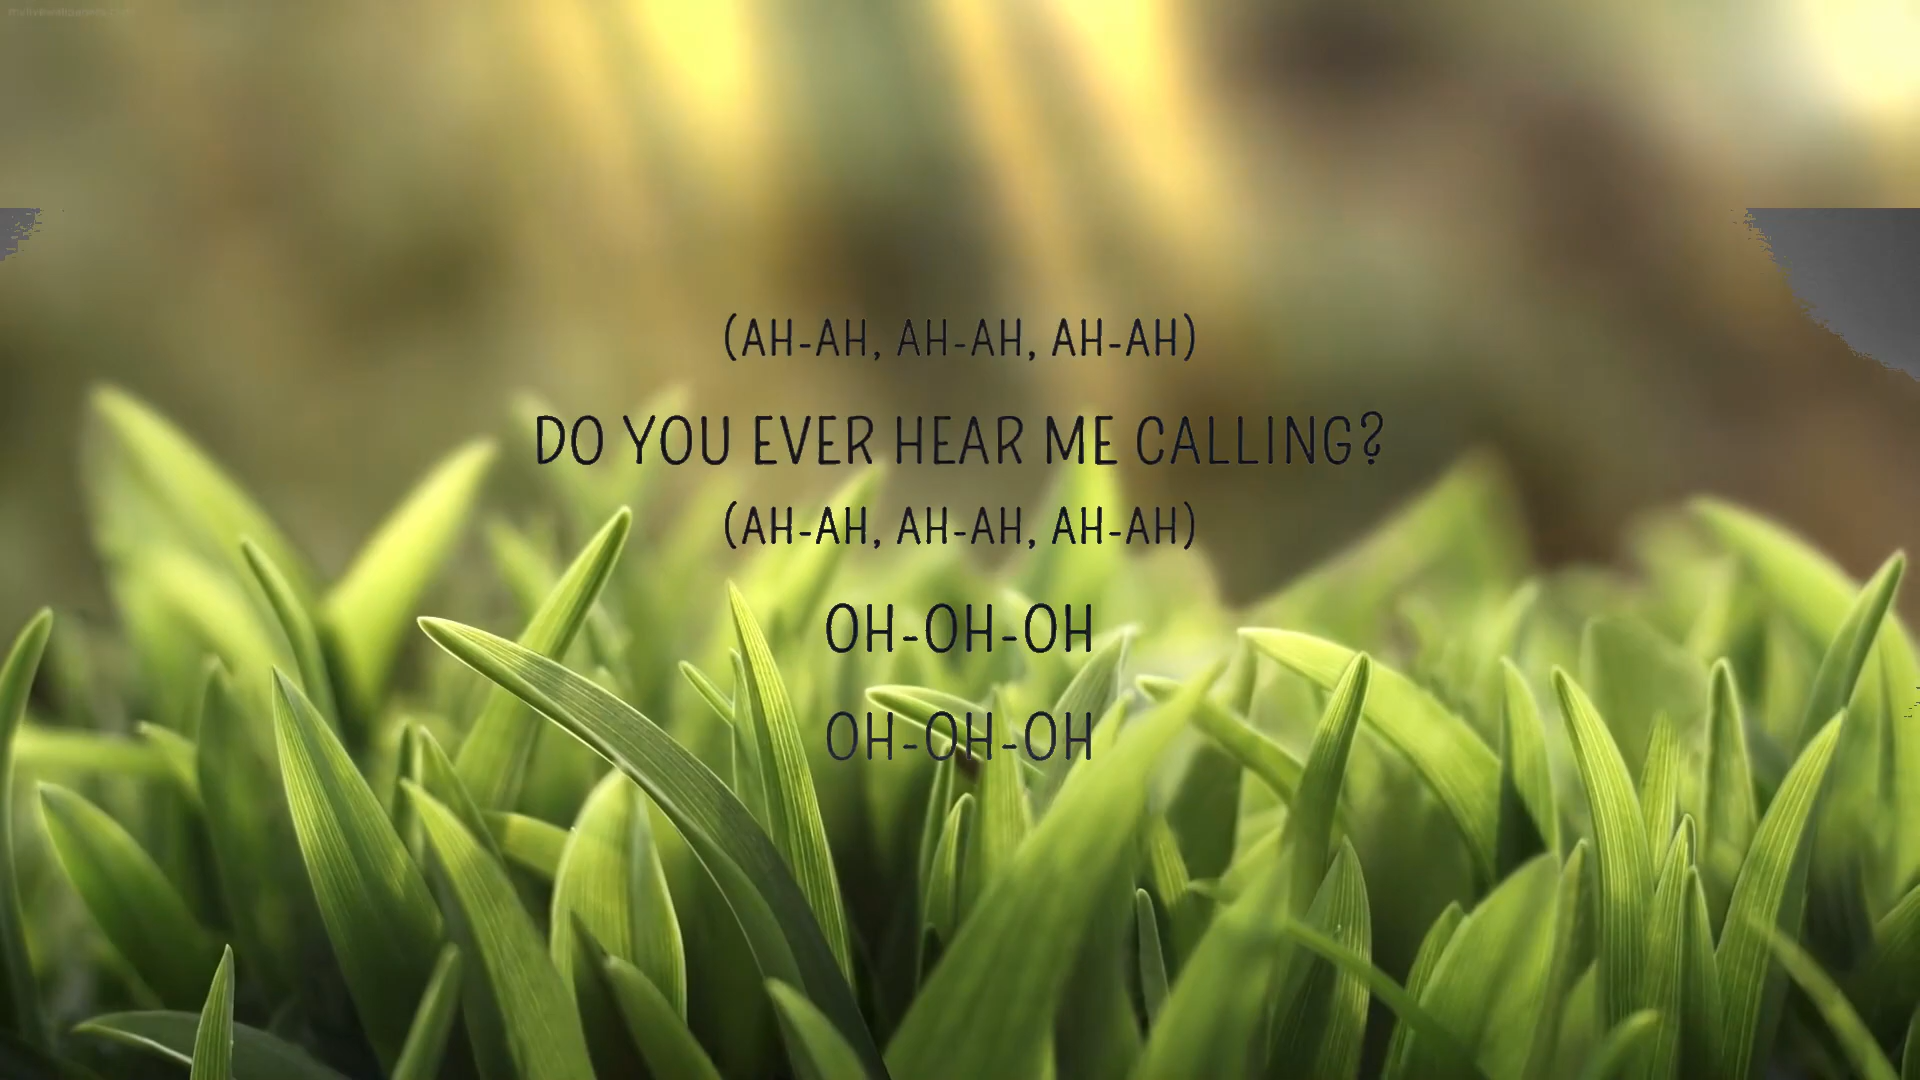 (AH-AH, AH-AH, AH-AH)
DO YOU EVER HEAR ME CALLING?
(AH-AH, AH-AH, AH-AH)
OH-OH-OH
OH-OH-OH